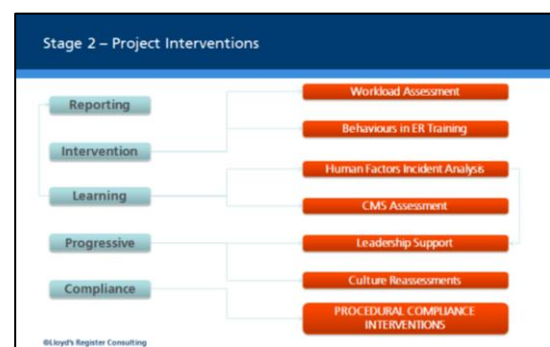 Stage 2 – Project Interventions
Reporting
Intervention
Learning
Progressive
Compliance
Workload Assessment
Behaviours in ER Training
Human Factors Incident Analysis
CMS Assessment
Leadership Support
Culture Reassessments
PROCEDURAL COMPLIANCE
INTERVENTIONS
©Lloyd's Register Consulting